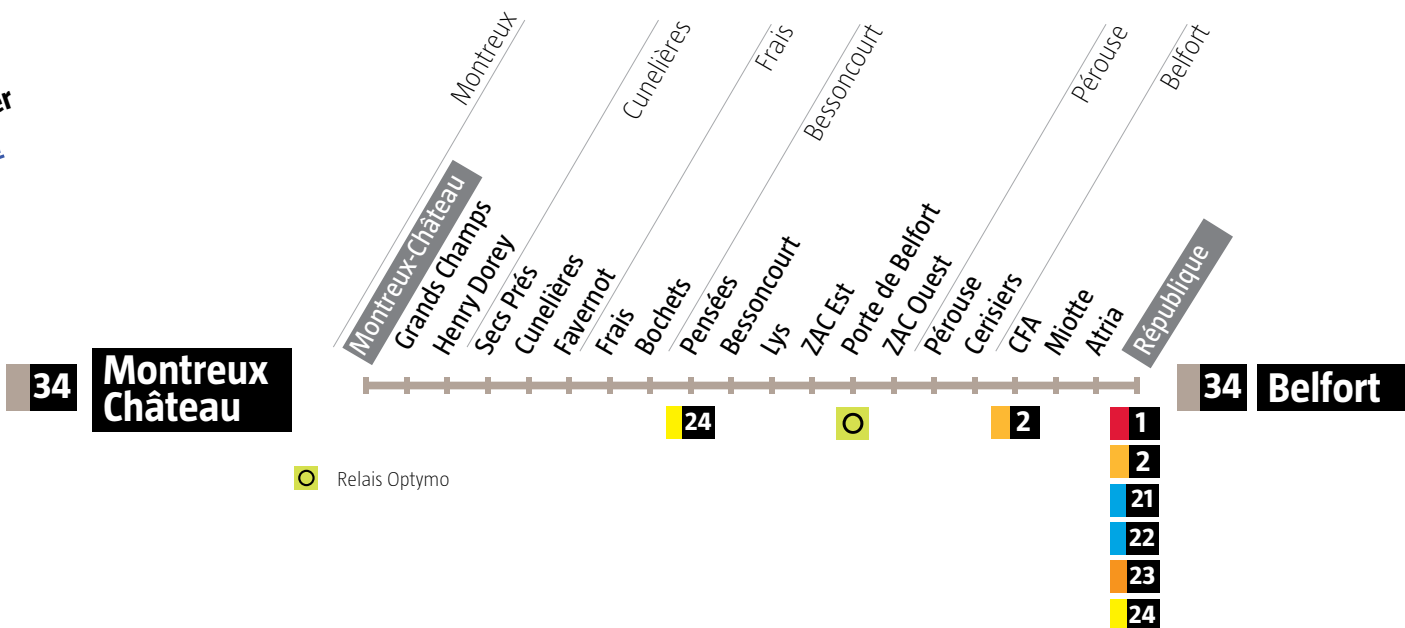 er
Montreux
Cunelières
Frais
Bessoncourt
Pérouse
Belfort
Montreux-Château
Grands Champs
Henry Dorey
Secs Prés
Cunelières
Favernot
Frais
Bochets
Pensées
Bessoncourt
Lys
ZAC Est
Porte de Belfort
ZAC Ouest
Pérouse
Cerisiers
CFA
Miotte
Atria
République
34 Montreux
Château
34 Belfort
24
2
1
2
21
22
23
24
Relais Optymo